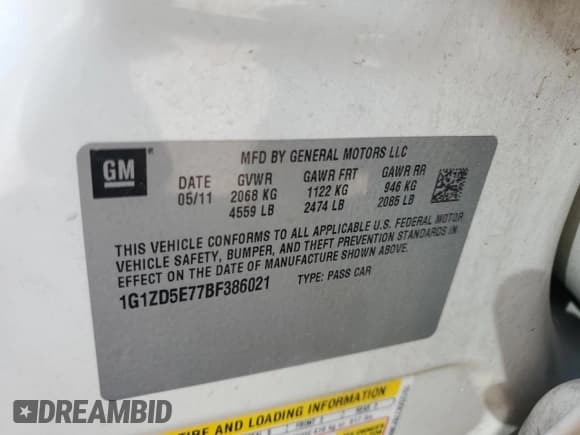 GM
MFD BY GENERAL MOTORS LLC
DATE GVWR GAWR FRT GAWR RR
05/11 2068 KG 1122 KG 946 KG
4559 LB 2474 LB 2085 LB
THIS VEHICLE CONFORMS TO ALL APPLICABLE U.S. FEDERAL MOTOR
VEHICLE SAFETY, BUMPER, AND THEFT PREVENTION STANDARDS IN
EFFECT ON THE DATE OF MANUFACTURE SHOWN ABOVE.
1G1ZD5E77BF386021 TYPE: PASS CAR
TIRE AND LOADING INFORMATION
DREAMBID